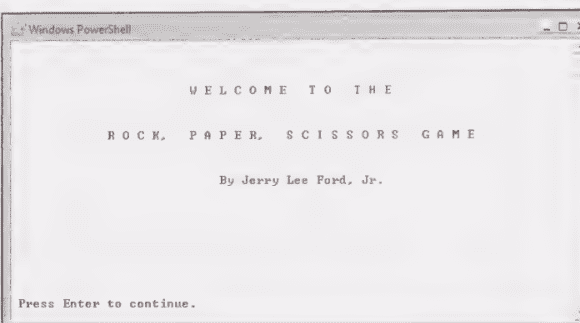 Windows PowerShell
W E L C O M E   T O   T H E
R O C K,   P A P E R,   S C I S S O R S   G A M E
By Jerry Lee Ford, Jr.
Press Enter to continue.